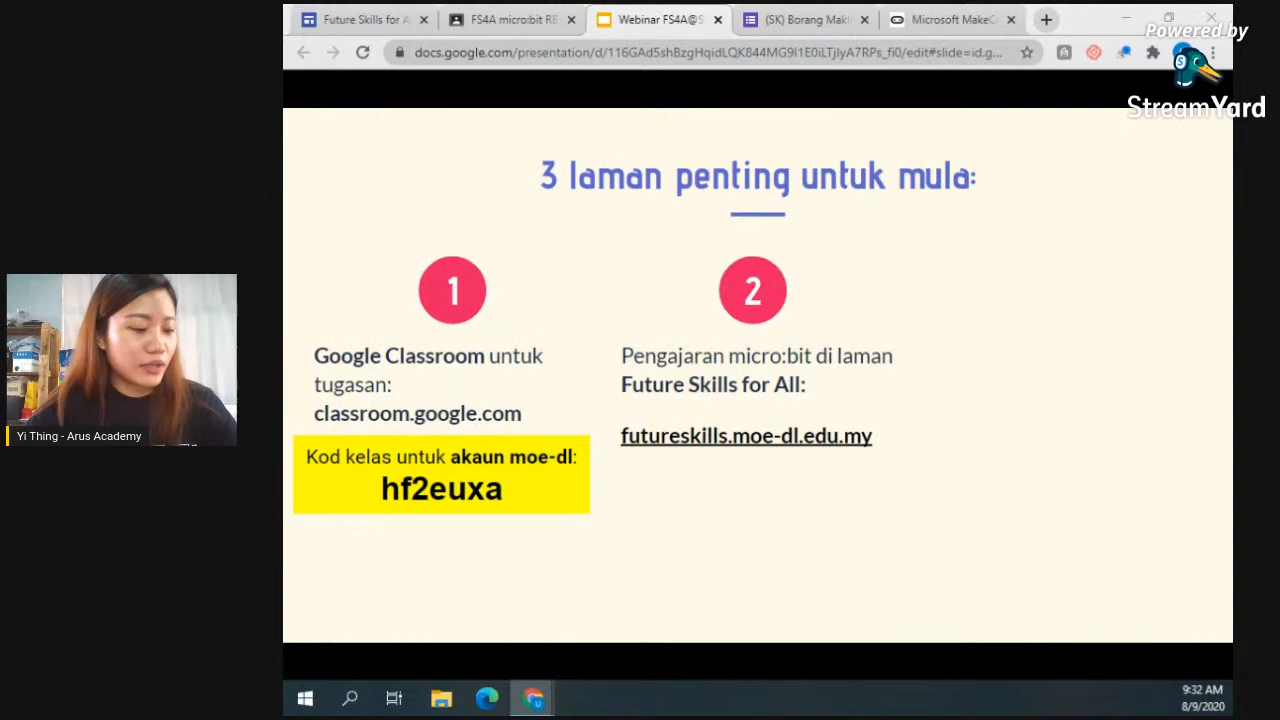 Future Skills for A
FS4A micro:bit RE
Webinar FS4A@S
(SK) Borang Mak
Microsoft MakeC
docs.google.com/presentation/d/116GAd5shBzgHqidLQK844MG9I1E0iLTjIyA7RPs_fi0/edit#slide=id.g...
Powered by
StreamYard
3 laman penting untuk mula:
1
Google Classroom untuk
tugasan:
classroom.google.com
Kod kelas untuk akaun moe-dl:
hf2euxa
2
Pengajaran micro:bit di laman
Future Skills for All:
futureskills.moe-dl.edu.my
Yi Thing - Arus Academy
9:32 AM
8/9/2020